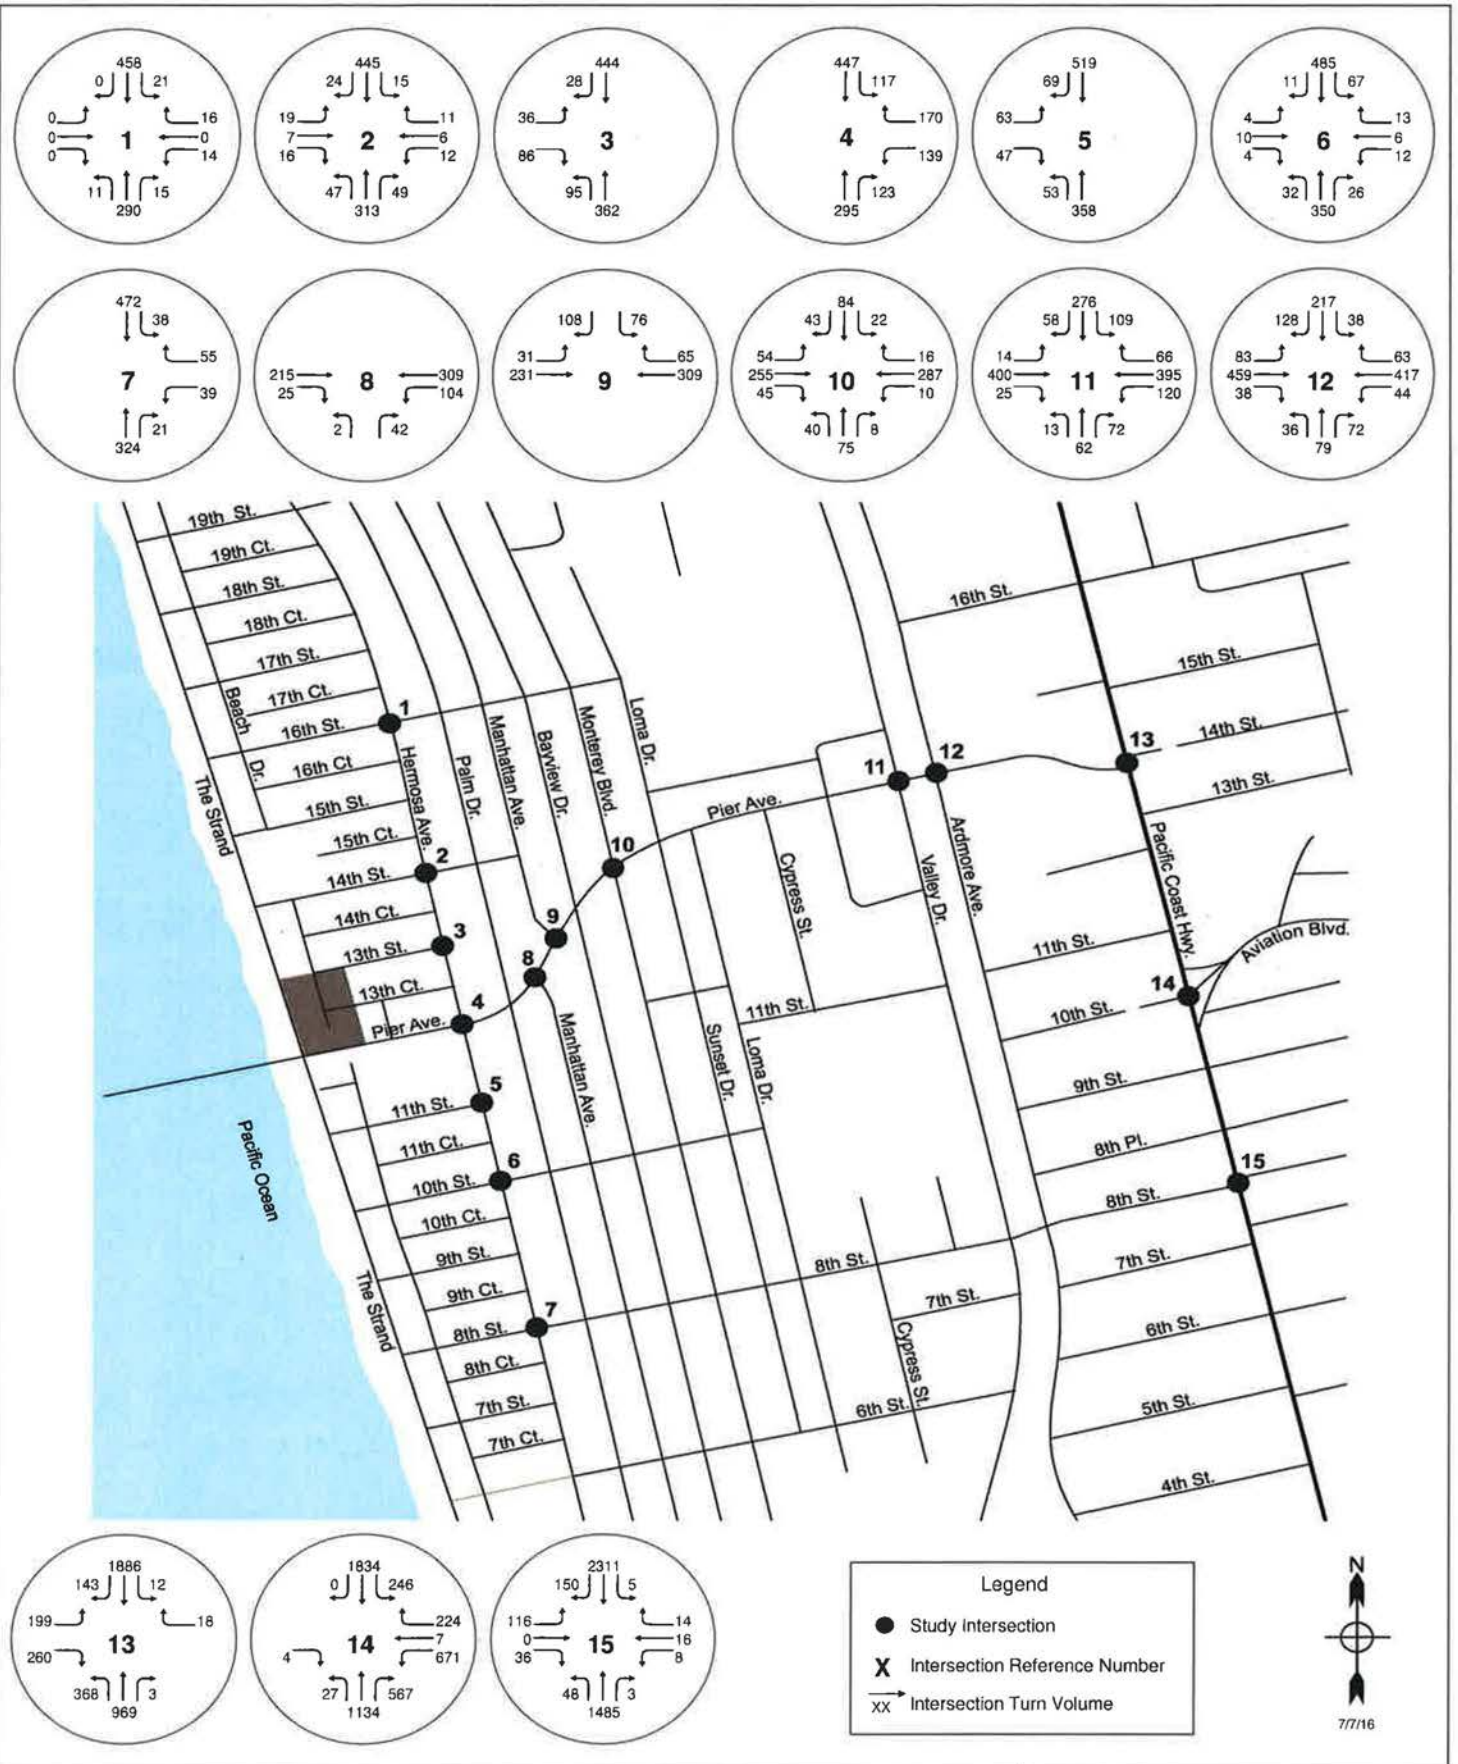 458
0 21
0 16
0 1 0
0 14
11 15
290
445
24 15
19 11
7 2 6
16 12
47 49
313
444
28
36
3
86
95
362
447
117
170
4
139
123
295
519
69
63
5
47
53
358
485
11 67
4 13
10 6 6
4 12
32 26
350
472
38
55
7
39
21
324
215 8 309
25 104
2 42
108 76
31 65
231 9 309
84
43 22
54 16
255 10 287
45 10
40 8
75
276
58 109
14 66
400 11 395
25 120
13 72
62
217
128 38
83 63
459 12 417
38 44
36 72
79
19th St.
19th Ct.
18th St.
18th Ct.
17th St.
17th Ct.
16th St.
16th Ct
15th St.
15th Ct.
14th St.
14th Ct.
13th St.
13th Ct.
Pier Ave.
11th St.
11th Ct.
10th St.
10th Ct.
9th St.
9th Ct.
8th St.
8th Ct.
7th St.
7th Ct.
Beach
Dr.
The Strand
The Strand
Pacific Ocean
Hermosa Ave.
Palm Dr.
Manhattan Ave.
Bayview Dr.
Monterey Blvd.
Loma Dr.
Manhattan Ave.
Sunset Dr.
Loma Dr.
Pier Ave.
Cypress St.
11th St.
8th St.
7th St.
Cypress St.
6th St.
Valley Dr.
Ardmore Ave.
16th St.
15th St.
14th St.
13th St.
Pacific Coast Hwy.
Aviation Blvd.
11th St.
10th St.
9th St.
8th Pl.
8th St.
7th St.
6th St.
5th St.
4th St.
1
2
3
4
5
6
7
8
9
10
11
12
13
14
15
1886
143 12
199 18
13
260
368 3
969
1834
0 246
224
14 7
4 671
27 567
1134
2311
150 5
116 14
0 15 16
36 8
48 3
1485
Legend
Study Intersection
X Intersection Reference Number
XX Intersection Turn Volume
N
7/7/16